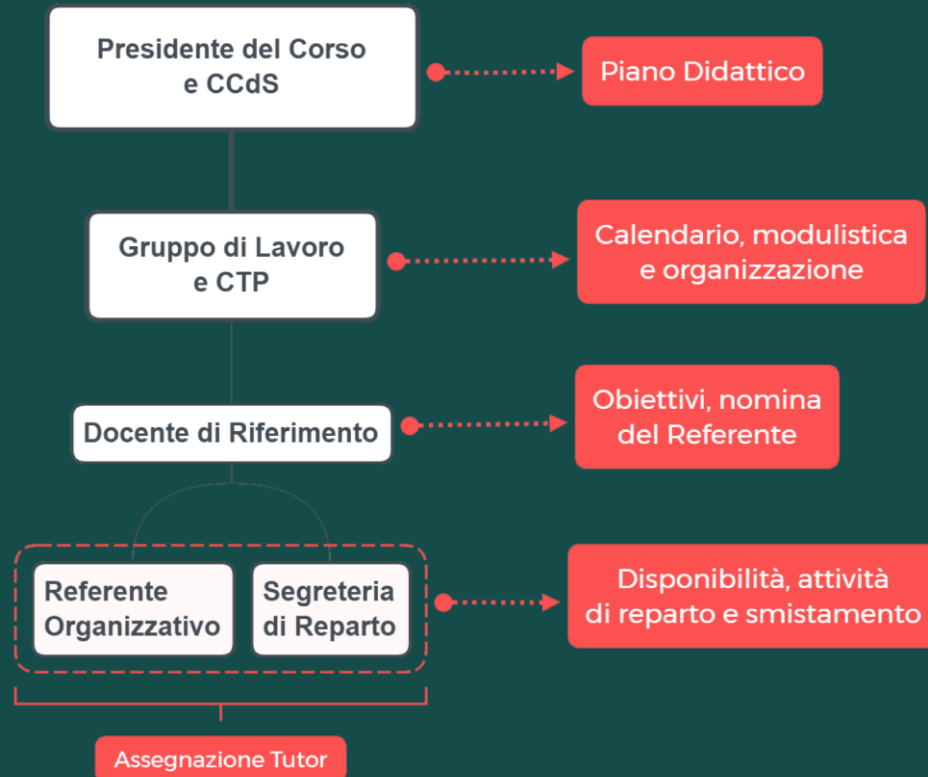 Presidente del Corso
e CCdS
Piano Didattico
Gruppo di Lavoro
e CTP
Calendario, modulistica
e organizzazione
Docente di Riferimento
Obiettivi, nomina
del Referente
Referente
Organizzativo
Segreteria
di Reparto
Disponibilità, attività
di reparto e smistamento
Assegnazione Tutor